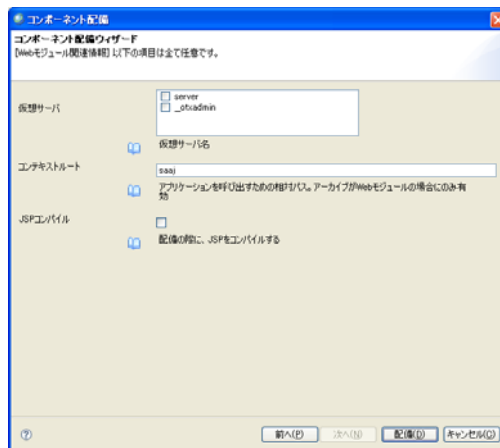 コンポーネント配備
コンポーネント配備ウィザード
[Webモジュール関連情報] 以下の項目は全て任意です。
仮想サーバ
server
_otxadmin
仮想サーバ名
コンテキストルート
saaj
アプリケーションを呼び出すための相対パス。アーカイブがWebモジュールの場合にのみ有
効
JSPコンパイル
配備の際に、JSPをコンパイルする
前へ(P)
次へ(N)
配備(D)
キャンセル(C)